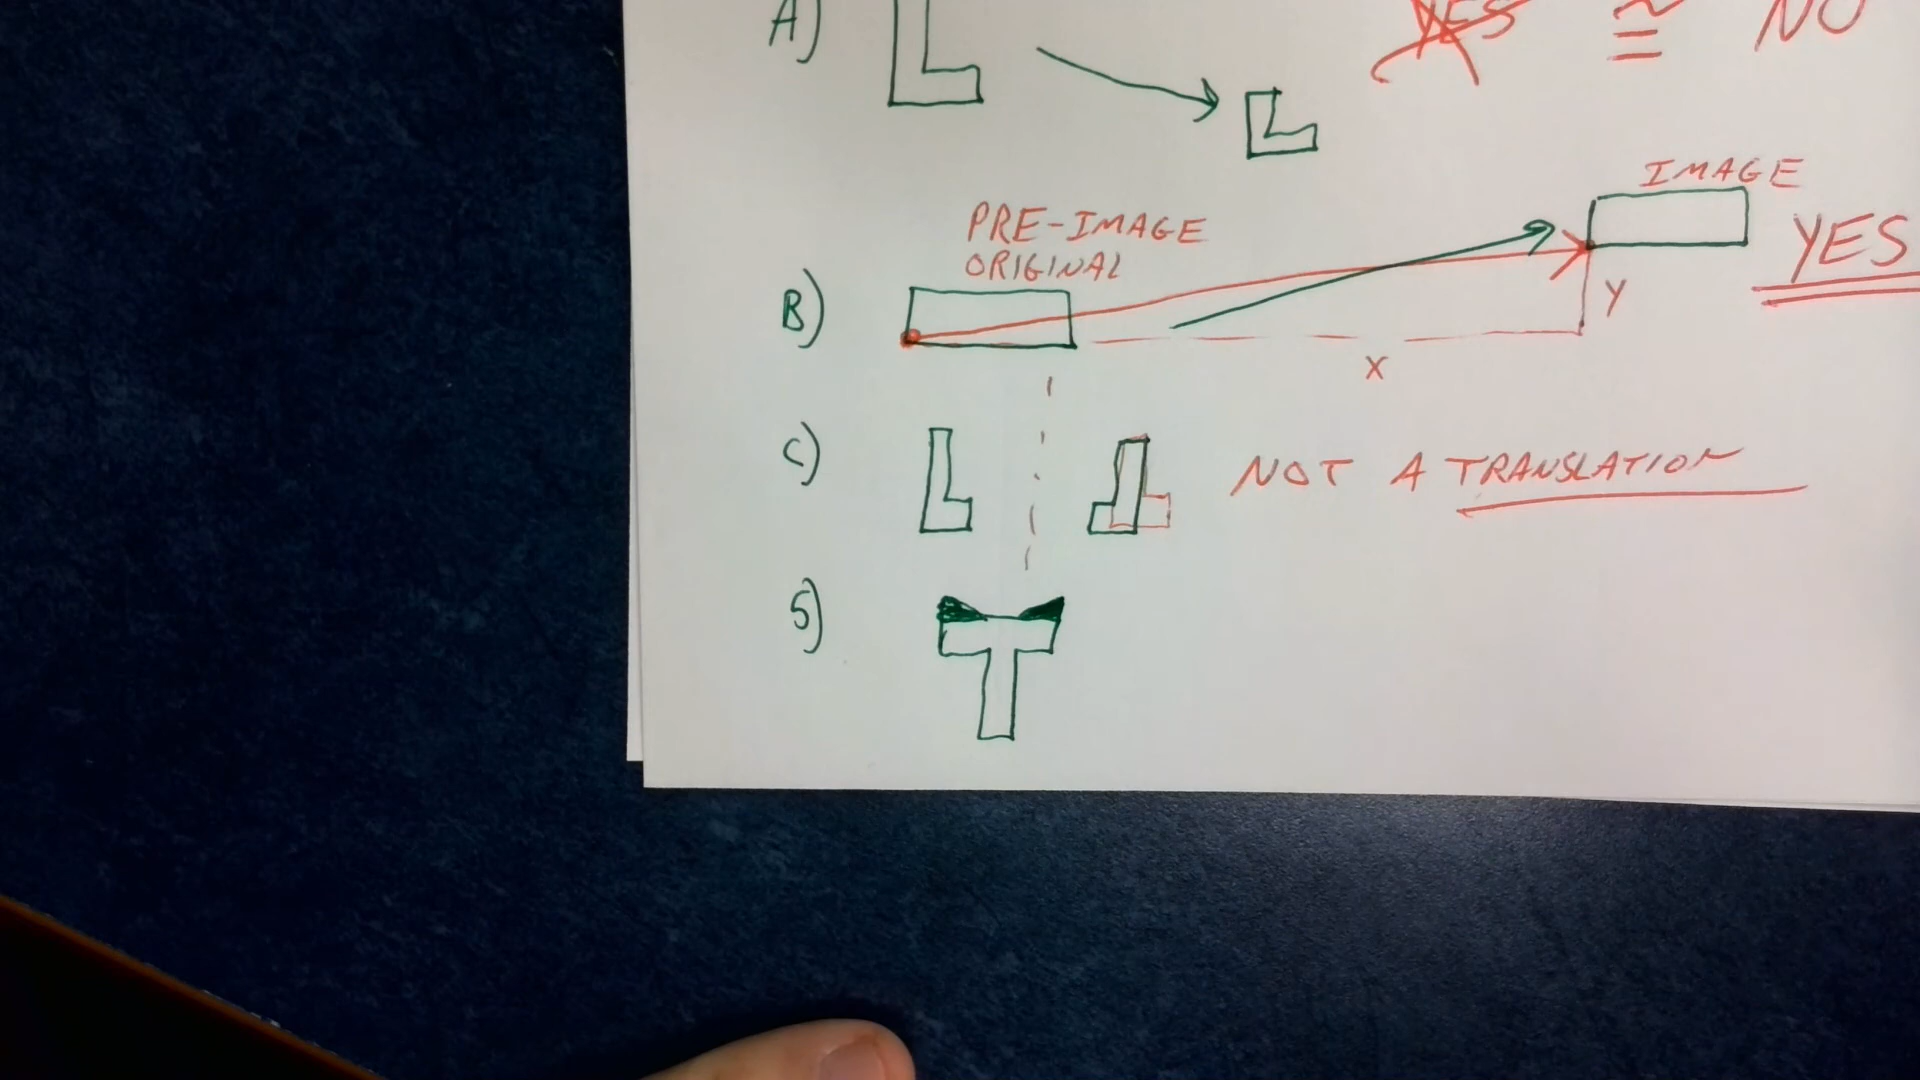 A) YES ≅ NO
IMAGE
PRE-IMAGE
ORIGINAL
YES
B)
Y
X
C) NOT A TRANSLATION
5)